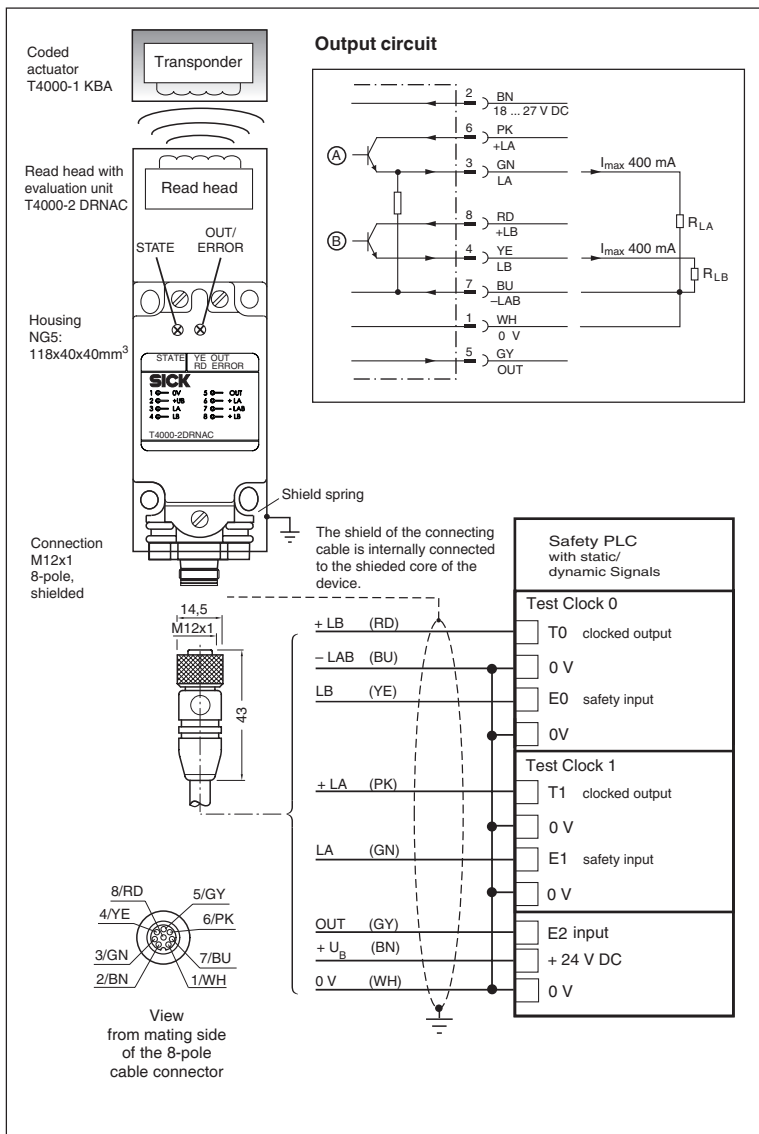 Coded
actuator
T4000-1 KBA
Transponder
Read head with
evaluation unit
T4000-2 DRNAC
Read head
STATE
OUT/
ERROR
Housing
NG5:
118x40x40mm³
STATE YE OUT
RD ERROR
SICK
1 0V 5 OUT
2 +UB 6 + LA
3 LA 7 - LAB
4 LB 8 + LB
T4000-2DRNAC
Shield spring
Connection
M12x1
8-pole,
shielded
14,5
M12x1
43
8/RD
5/GY
4/YE
6/PK
3/GN
7/BU
2/BN
1/WH
View
from mating side
of the 8-pole
cable connector
Output circuit
2 BN
18 ... 27 V DC
6 PK
+LA
A
3 GN
LA
Imax 400 mA
RLA
8 RD
+LB
B
4 YE
LB
Imax 400 mA
RLB
7 BU
–LAB
1 WH
0 V
5 GY
OUT
The shield of the connecting
cable is internally connected
to the shieded core of the
device.
Safety PLC
with static/
dynamic Signals
Test Clock 0
+ LB (RD)
T0 clocked output
– LAB (BU)
0 V
LB (YE)
E0 safety input
0V
Test Clock 1
+ LA (PK)
T1 clocked output
0 V
LA (GN)
E1 safety input
0 V
OUT (GY)
E2 input
+ UB (BN)
+ 24 V DC
0 V (WH)
0 V